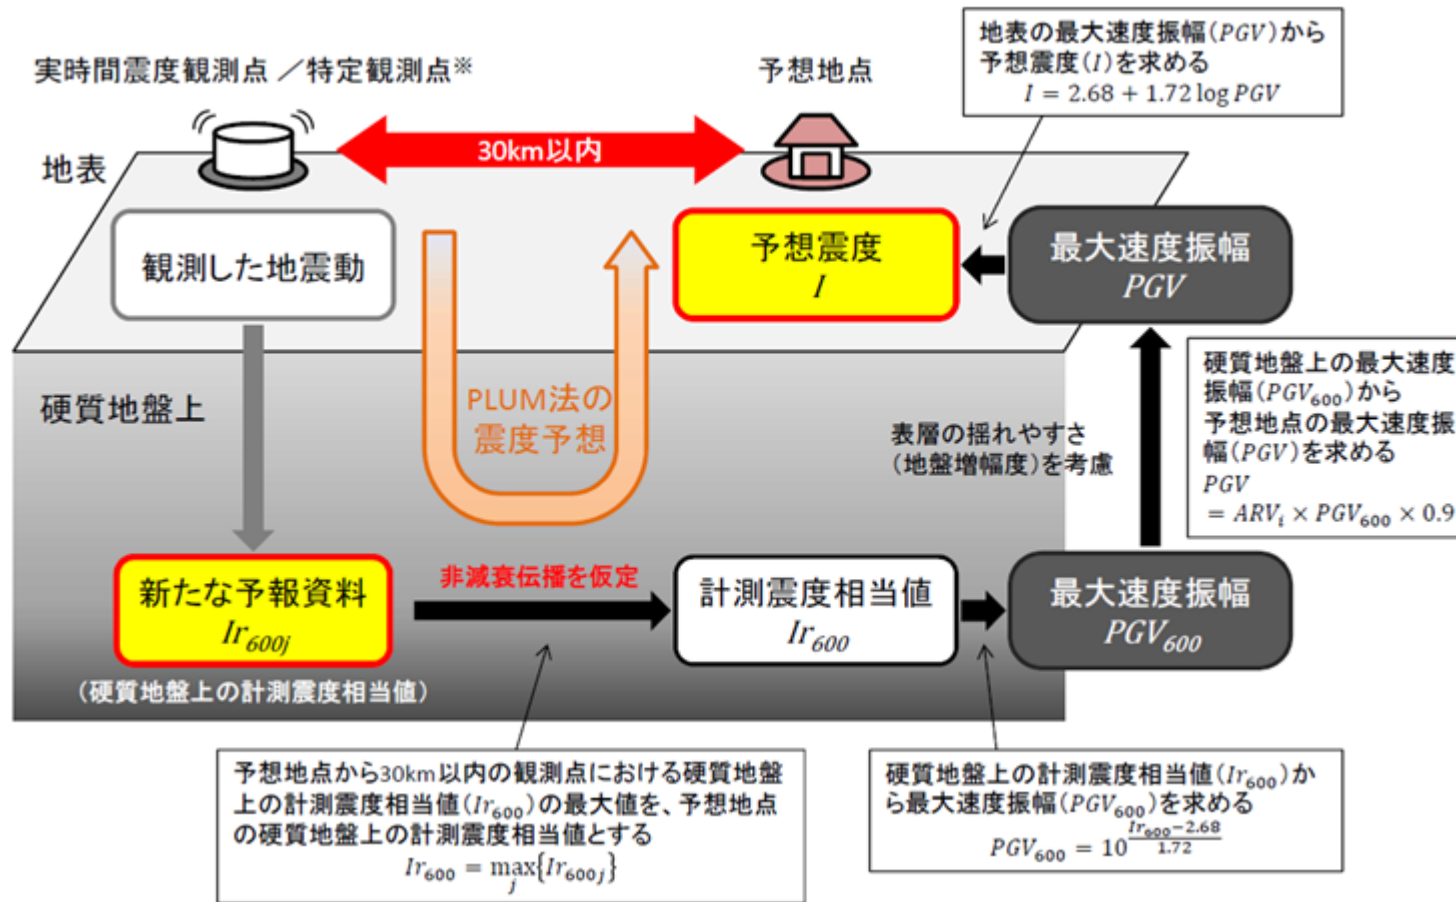 実時間震度観測点 ／特定観測点※
予想地点
地表の最大速度振幅(PGV)から
予想震度(I)を求める
I = 2.68 + 1.72 log PGV
地表
30km以内
観測した地震動
予想震度
I
最大速度振幅
PGV
硬質地盤上
PLUM法の
震度予想
表層の揺れやすさ
（地盤増幅度）を考慮
硬質地盤上の最大速度
振幅(PGV₆₀₀)から
予想地点の最大速度振
幅(PGV)を求める
PGV
= ARVᵢ × PGV₆₀₀ × 0.9
新たな予報資料
Ir₆₀₀ⱼ
（硬質地盤上の計測震度相当値）
非減衰伝播を仮定
計測震度相当値
Ir₆₀₀
最大速度振幅
PGV₆₀₀
予想地点から30km以内の観測点における硬質地盤
上の計測震度相当値(Ir₆₀₀)の最大値を、予想地点
の硬質地盤上の計測震度相当値とする
Ir₆₀₀ = max{Ir₆₀₀ⱼ}
j
硬質地盤上の計測震度相当値(Ir₆₀₀)か
ら最大速度振幅(PGV₆₀₀)を求める
PGV₆₀₀ = 10^((Ir₆₀₀−2.68)/1.72)